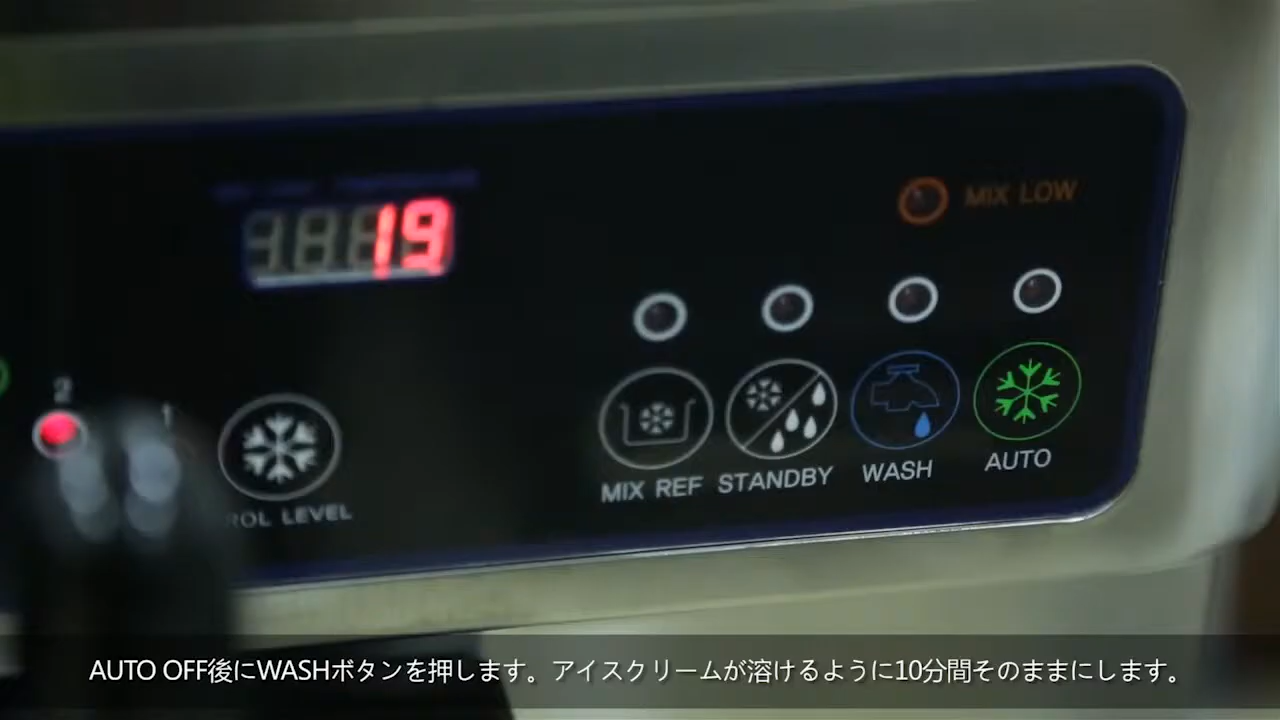 19
MIX LOW
2
1
ROL LEVEL
MIX REF
STANDBY
WASH
AUTO
AUTO OFF後にWASHボタンを押します。アイスクリームが溶けるように10分間そのままにします。